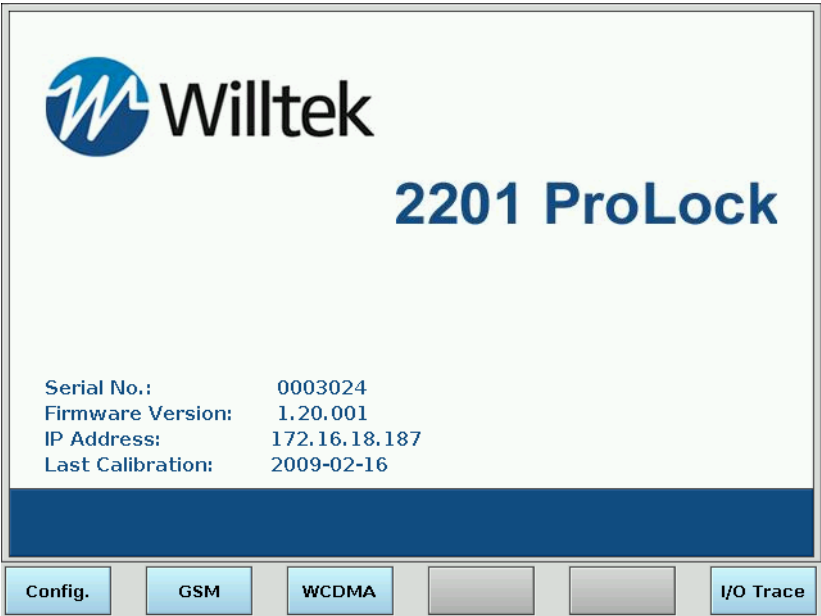 Willtek
2201 ProLock
Serial No.: 0003024
Firmware Version: 1.20.001
IP Address: 172.16.18.187
Last Calibration: 2009-02-16
Config. GSM WCDMA I/O Trace